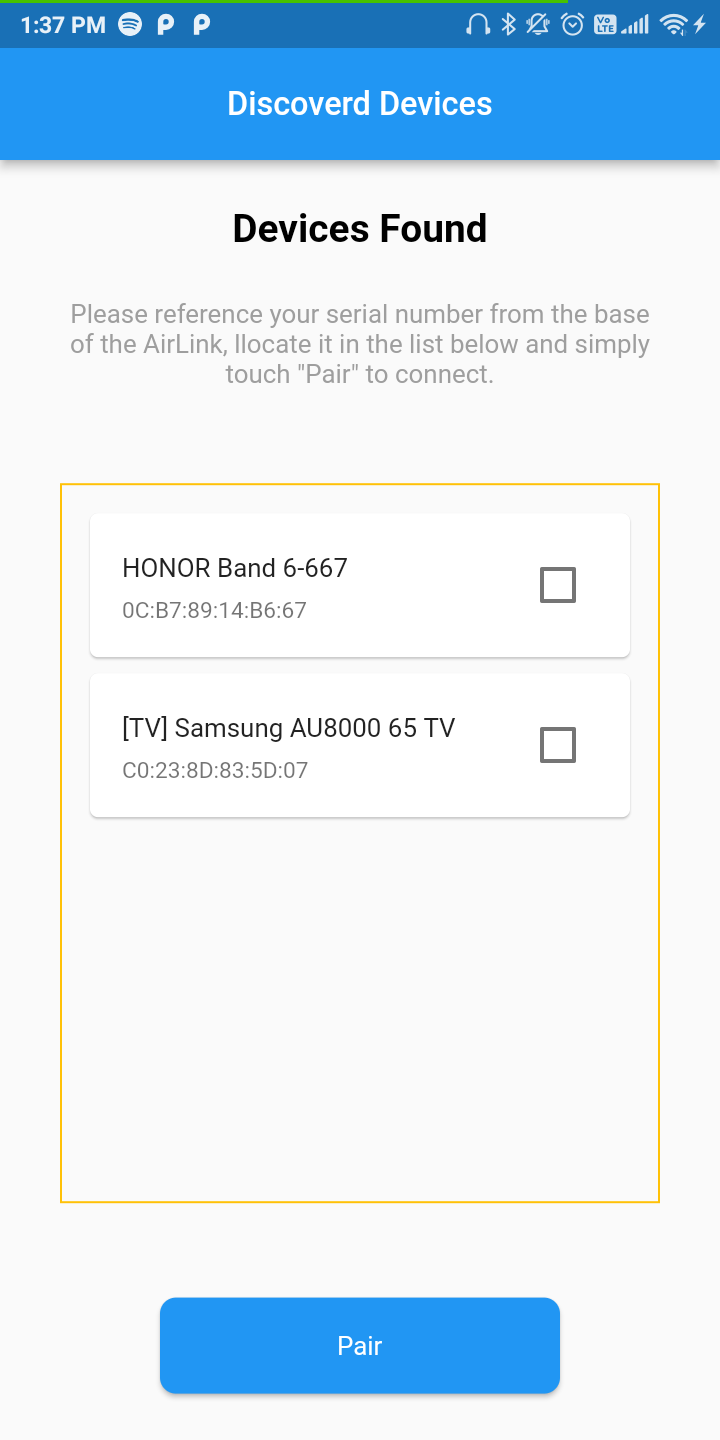 1:37 PM
Vo LTE
Discoverd Devices
Devices Found
Please reference your serial number from the base
of the AirLink, llocate it in the list below and simply
touch "Pair" to connect.
HONOR Band 6-667
0C:B7:89:14:B6:67
[TV] Samsung AU8000 65 TV
C0:23:8D:83:5D:07
Pair